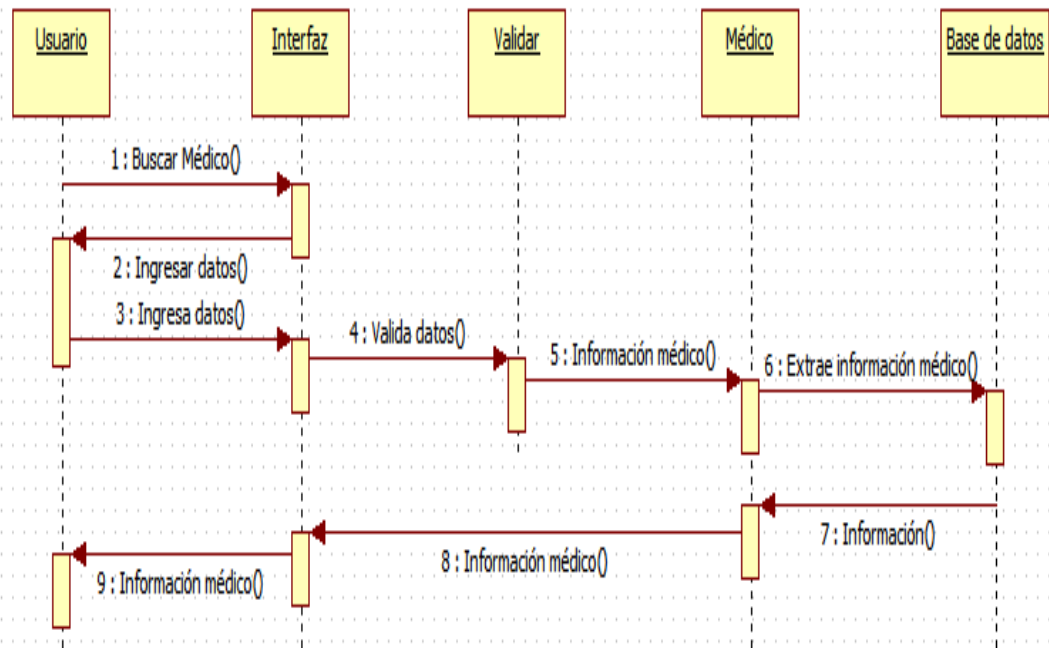 Usuario
Interfaz
Validar
Médico
Base de datos
1 : Buscar Médico()
2 : Ingresar datos()
3 : Ingresa datos()
4 : Valida datos()
5 : Información médico()
6 : Extrae información médico()
7 : Información()
8 : Información médico()
9 : Información médico()